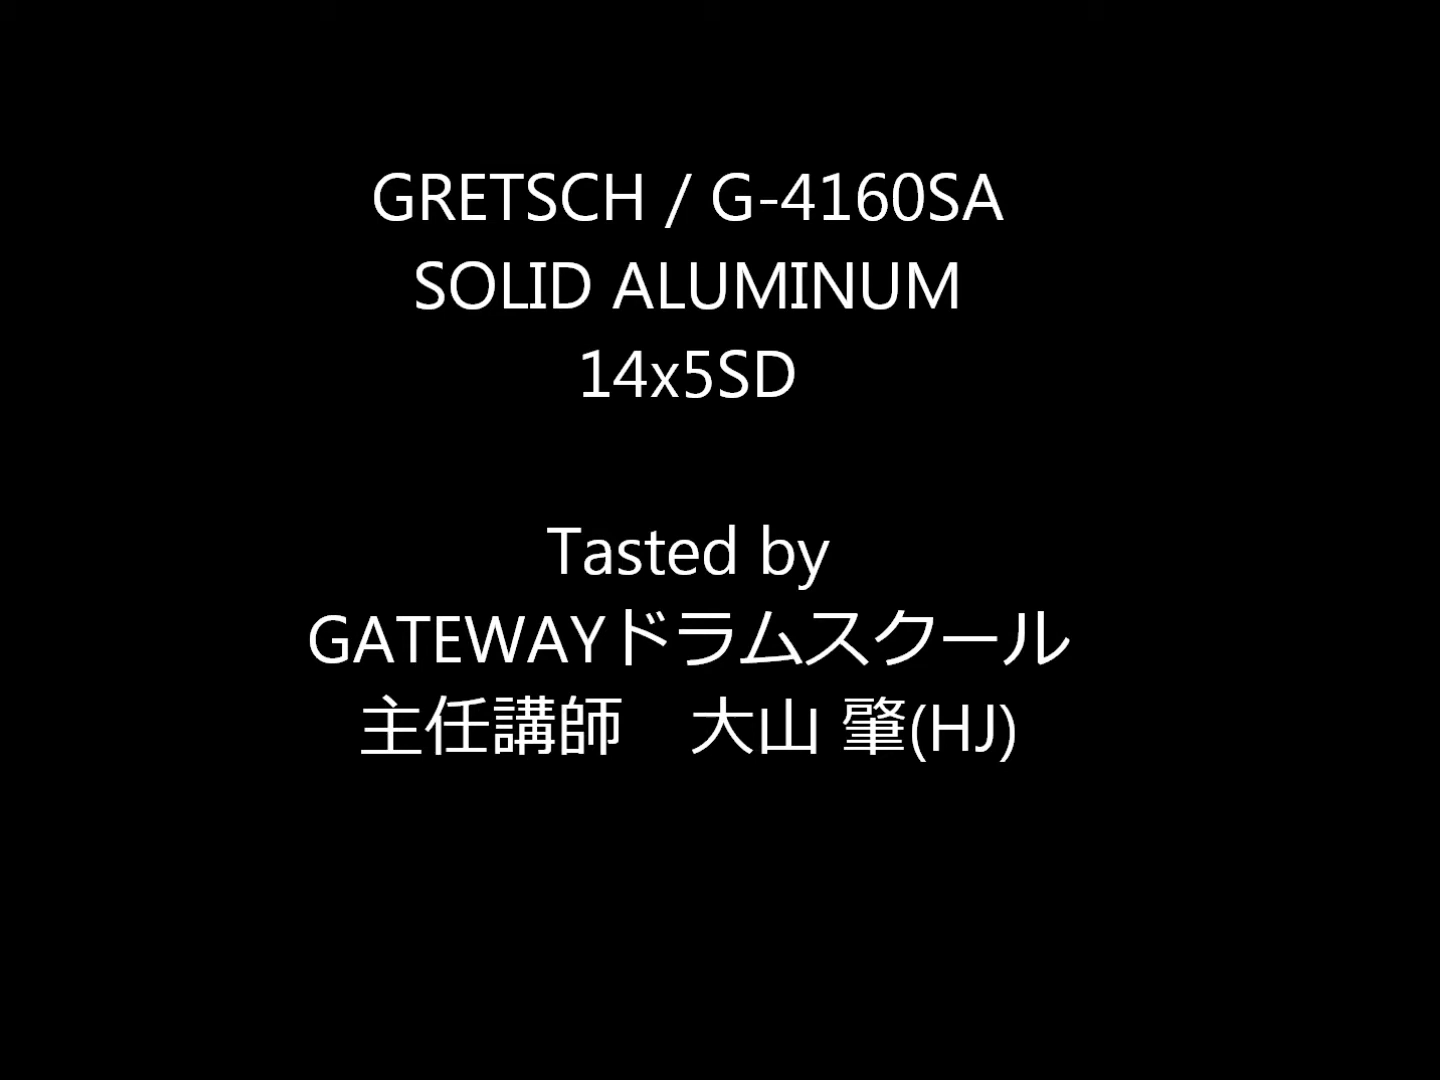 GRETSCH / G-4160SA
SOLID ALUMINUM
14x5SD
Tasted by
GATEWAYドラムスクール
主任講師　大山 肇(HJ)